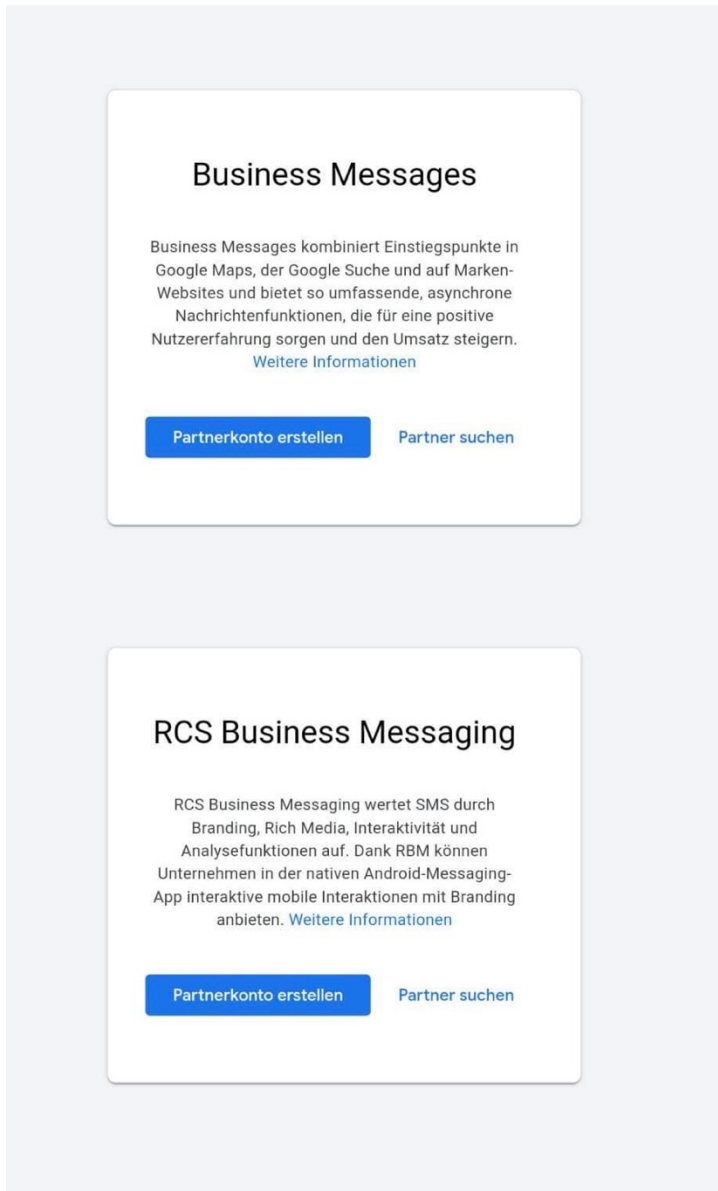 Business Messages
Business Messages kombiniert Einstiegspunkte in
Google Maps, der Google Suche und auf Marken-
Websites und bietet so umfassende, asynchrone
Nachrichtenfunktionen, die für eine positive
Nutzererfahrung sorgen und den Umsatz steigern.
Weitere Informationen
Partnerkonto erstellen Partner suchen
RCS Business Messaging
RCS Business Messaging wertet SMS durch
Branding, Rich Media, Interaktivität und
Analysefunktionen auf. Dank RBM können
Unternehmen in der nativen Android-Messaging-
App interaktive mobile Interaktionen mit Branding
anbieten. Weitere Informationen
Partnerkonto erstellen Partner suchen